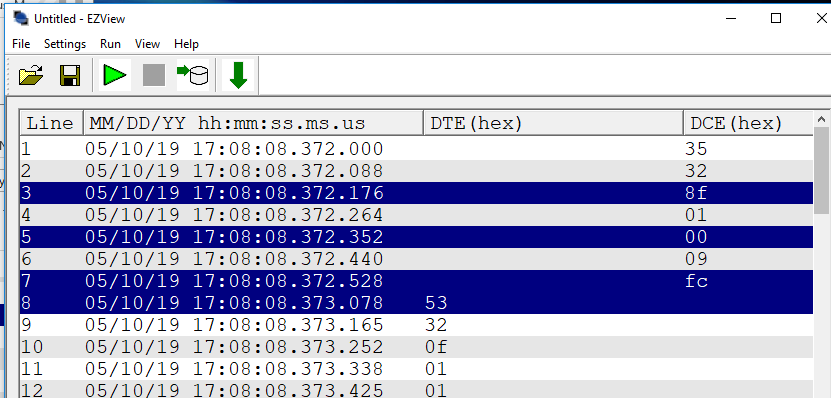 Untitled - EZView
File Settings Run View Help
Line MM/DD/YY hh:mm:ss.ms.us DTE(hex) DCE(hex)
1 05/10/19 17:08:08.372.000 35
2 05/10/19 17:08:08.372.088 32
3 05/10/19 17:08:08.372.176 8f
4 05/10/19 17:08:08.372.264 01
5 05/10/19 17:08:08.372.352 00
6 05/10/19 17:08:08.372.440 09
7 05/10/19 17:08:08.372.528 fc
8 05/10/19 17:08:08.373.078 53
9 05/10/19 17:08:08.373.165 32
10 05/10/19 17:08:08.373.252 0f
11 05/10/19 17:08:08.373.338 01
12 05/10/19 17:08:08.373.425 01